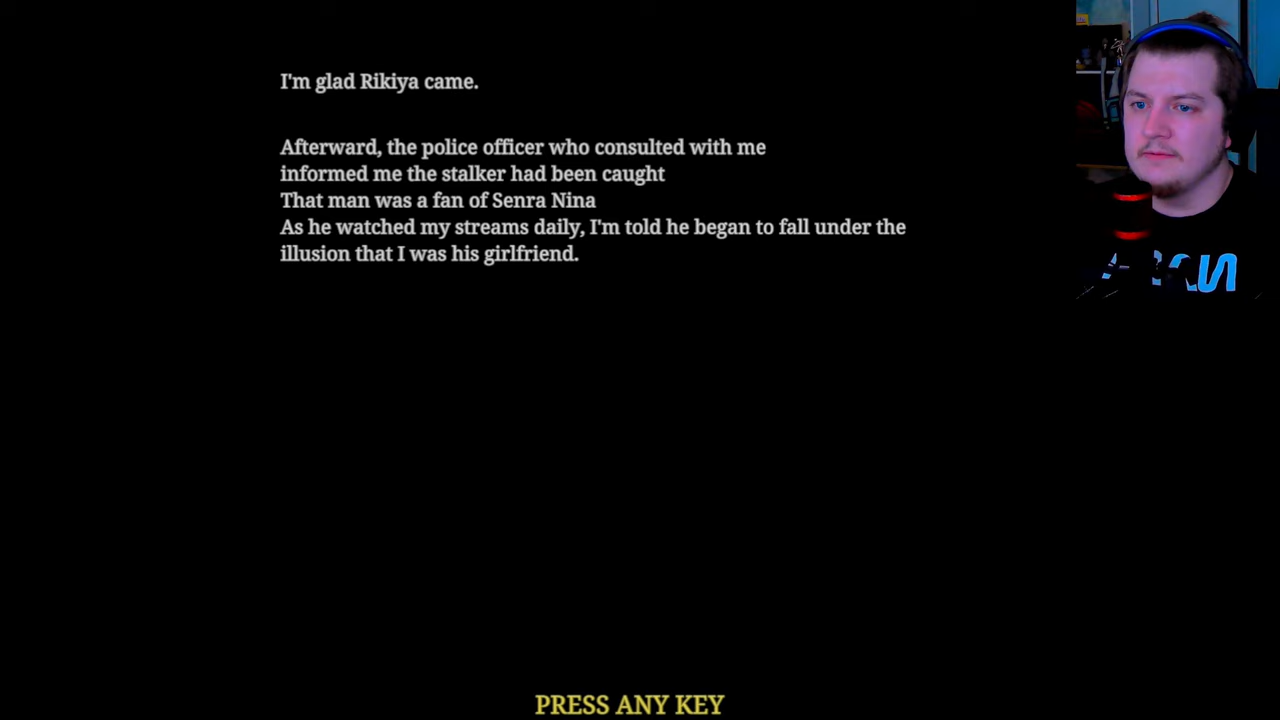 I'm glad Rikiya came.
Afterward, the police officer who consulted with me
informed me the stalker had been caught
That man was a fan of Senra Nina
As he watched my streams daily, I'm told he began to fall under the
illusion that I was his girlfriend.
PRESS ANY KEY